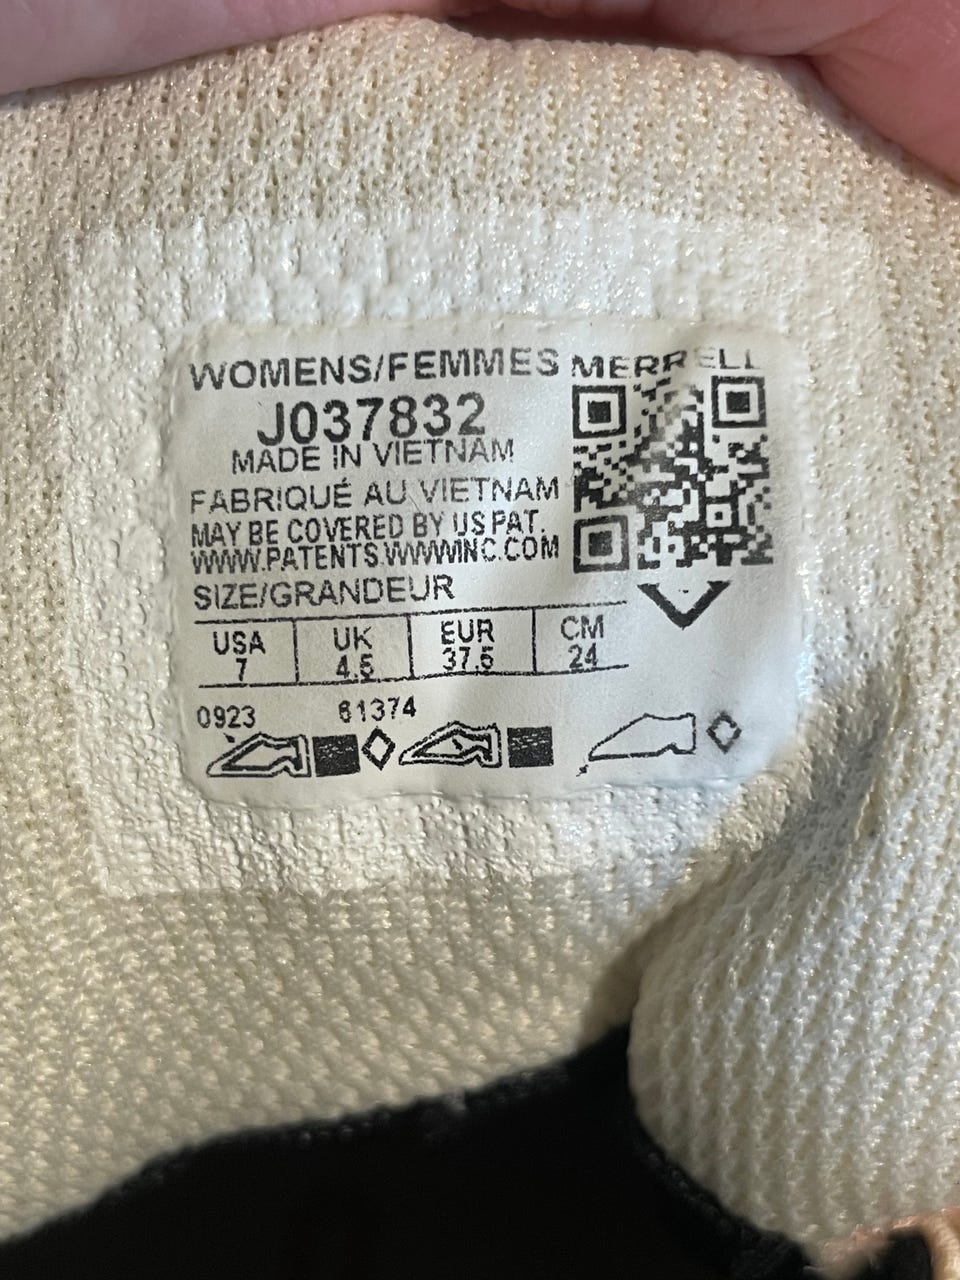 WOMENS/FEMMES MERRELL
J037832
MADE IN VIETNAM
FABRIQUÉ AU VIETNAM
MAY BE COVERED BY US PAT.
WWW.PATENTS.WWWINC.COM
SIZE/GRANDEUR
USA UK EUR CM
7 4.5 37.5 24
0923 61374